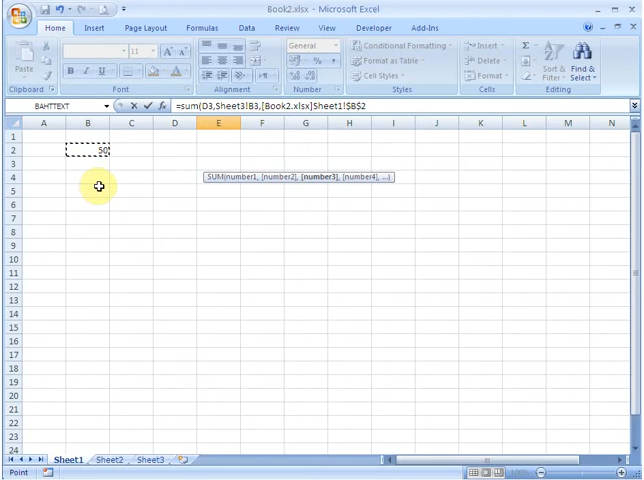 Book2.xlsx - Microsoft Excel
Home Insert Page Layout Formulas Data Review View Developer Add-Ins
Paste
Clipboard
11
A A
B I U
A
Font
Alignment
General
$ % ,
Number
Conditional Formatting
Format as Table
Cell Styles
Styles
Insert
Delete
Format
Cells
Σ
Sort & Filter
Find & Select
Editing
BAHTTEXT fx =sum(D3,Sheet3!B3,[Book2.xlsx]Sheet1!$B$2
A B C D E F G H I J K L M N
1
2 50
3
4 SUM(number1, [number2], [number3], [number4], ...)
5
6
7
8
9
10
11
12
13
14
15
16
17
18
19
20
21
22
23
24
Sheet1 Sheet2 Sheet3
Point 100%